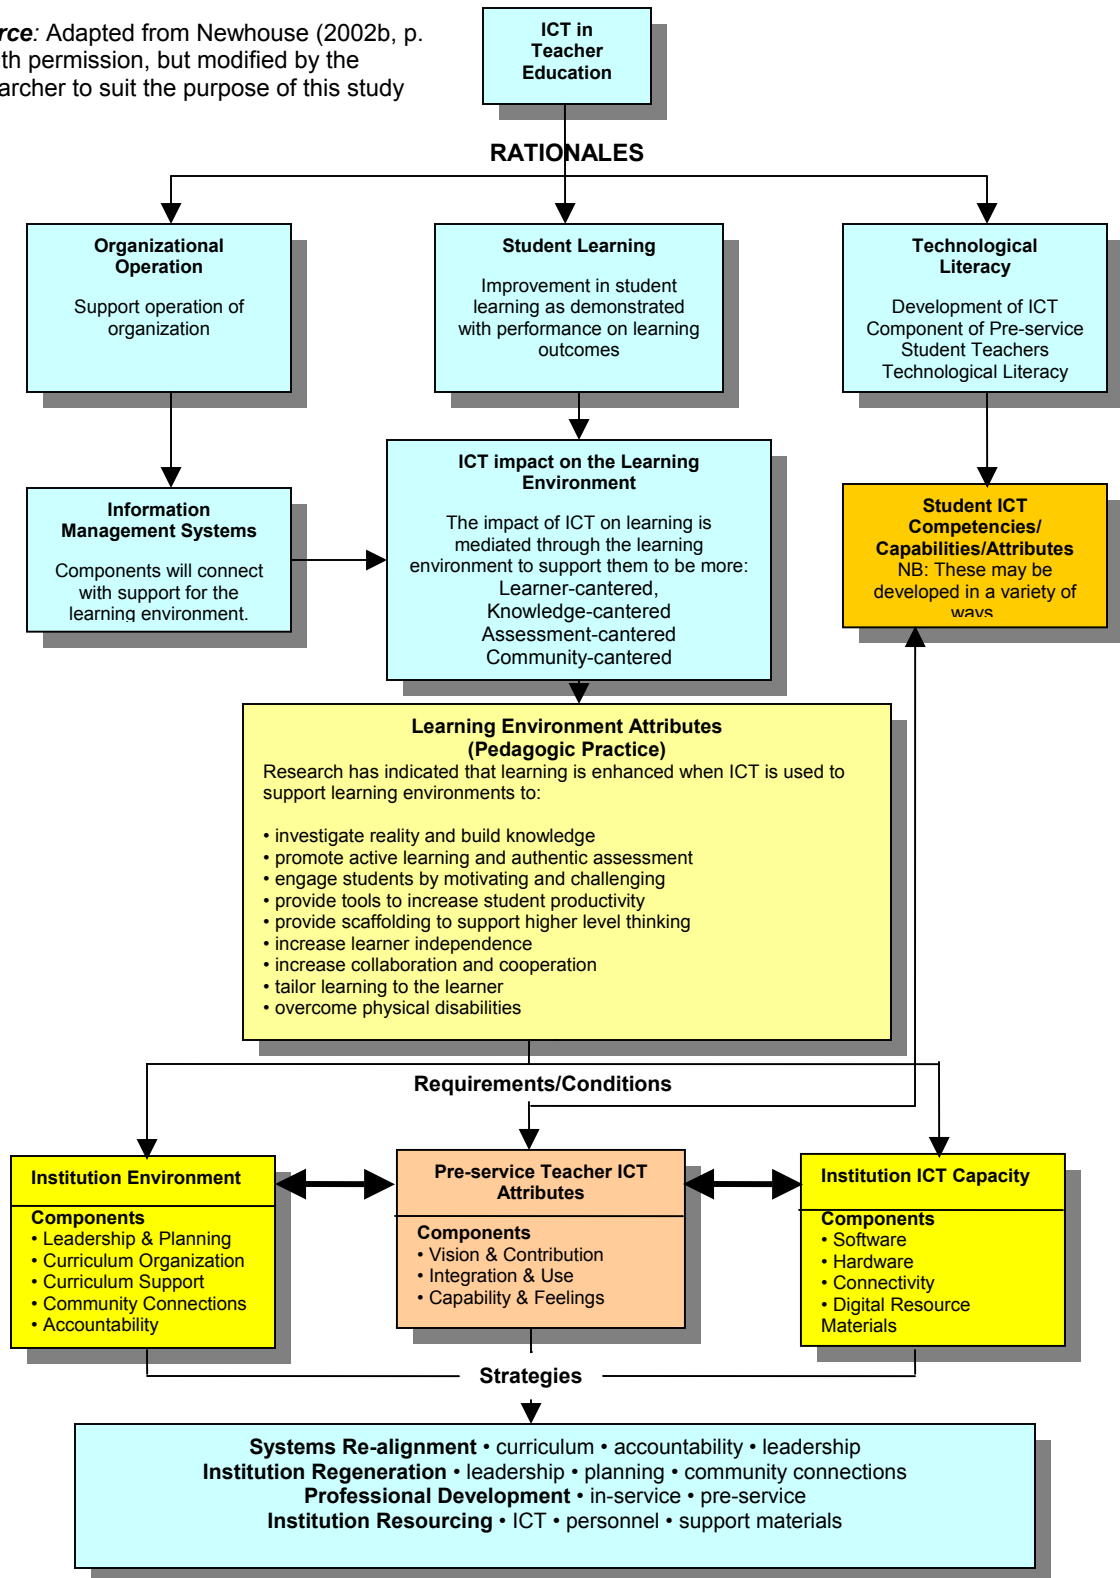 rce: Adapted from Newhouse (2002b, p.
th permission, but modified by the
archer to suit the purpose of this study
ICT in
Teacher
Education
RATIONALES
Organizational
Operation
Support operation of
organization
Student Learning
Improvement in student
learning as demonstrated
with performance on learning
outcomes
Technological
Literacy
Development of ICT
Component of Pre-service
Student Teachers
Technological Literacy
Information
Management Systems
Components will connect
with support for the
learning environment.
ICT impact on the Learning
Environment
The impact of ICT on learning is
mediated through the learning
environment to support them to be more:
Learner-cantered,
Knowledge-cantered
Assessment-cantered
Community-cantered
Student ICT
Competencies/
Capabilities/Attributes
NB: These may be
developed in a variety of
ways
Learning Environment Attributes
(Pedagogic Practice)
Research has indicated that learning is enhanced when ICT is used to
support learning environments to:
• investigate reality and build knowledge
• promote active learning and authentic assessment
• engage students by motivating and challenging
• provide tools to increase student productivity
• provide scaffolding to support higher level thinking
• increase learner independence
• increase collaboration and cooperation
• tailor learning to the learner
• overcome physical disabilities
Requirements/Conditions
Institution Environment
Components
• Leadership & Planning
• Curriculum Organization
• Curriculum Support
• Community Connections
• Accountability
Pre-service Teacher ICT
Attributes
Components
• Vision & Contribution
• Integration & Use
• Capability & Feelings
Institution ICT Capacity
Components
• Software
• Hardware
• Connectivity
• Digital Resource
Materials
Strategies
Systems Re-alignment • curriculum • accountability • leadership
Institution Regeneration • leadership • planning • community connections
Professional Development • in-service • pre-service
Institution Resourcing • ICT • personnel • support materials